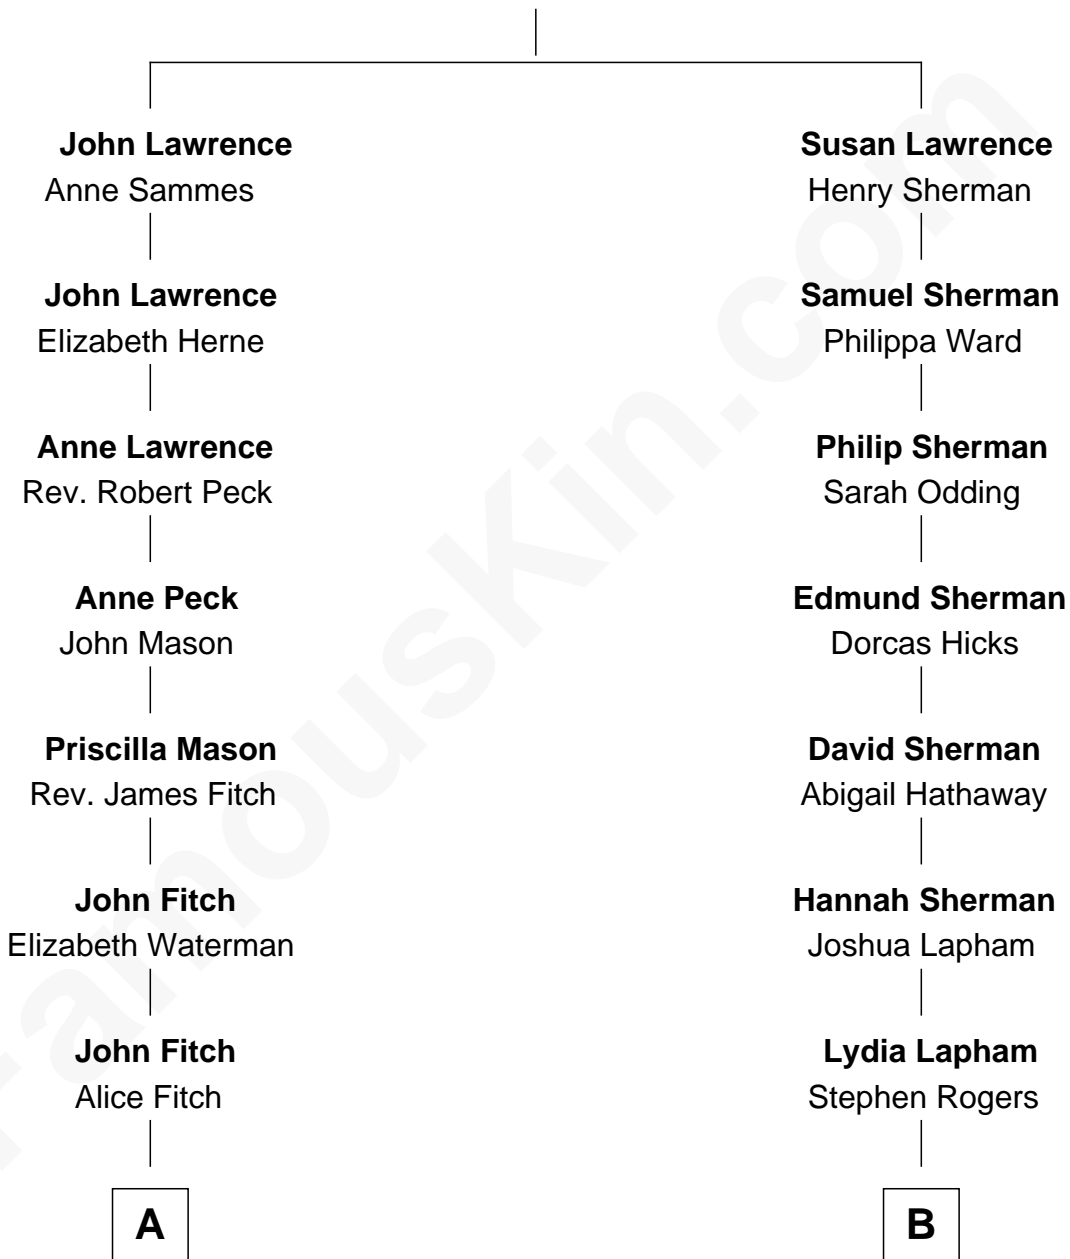 John Lawrence
Anne Sammes
John Lawrence
Elizabeth Herne
Anne Lawrence
Rev. Robert Peck
Anne Peck
John Mason
Priscilla Mason
Rev. James Fitch
John Fitch
Elizabeth Waterman
John Fitch
Alice Fitch
A
Susan Lawrence
Henry Sherman
Samuel Sherman
Philippa Ward
Philip Sherman
Sarah Odding
Edmund Sherman
Dorcas Hicks
David Sherman
Abigail Hathaway
Hannah Sherman
Joshua Lapham
Lydia Lapham
Stephen Rogers
B
FamousKin.com